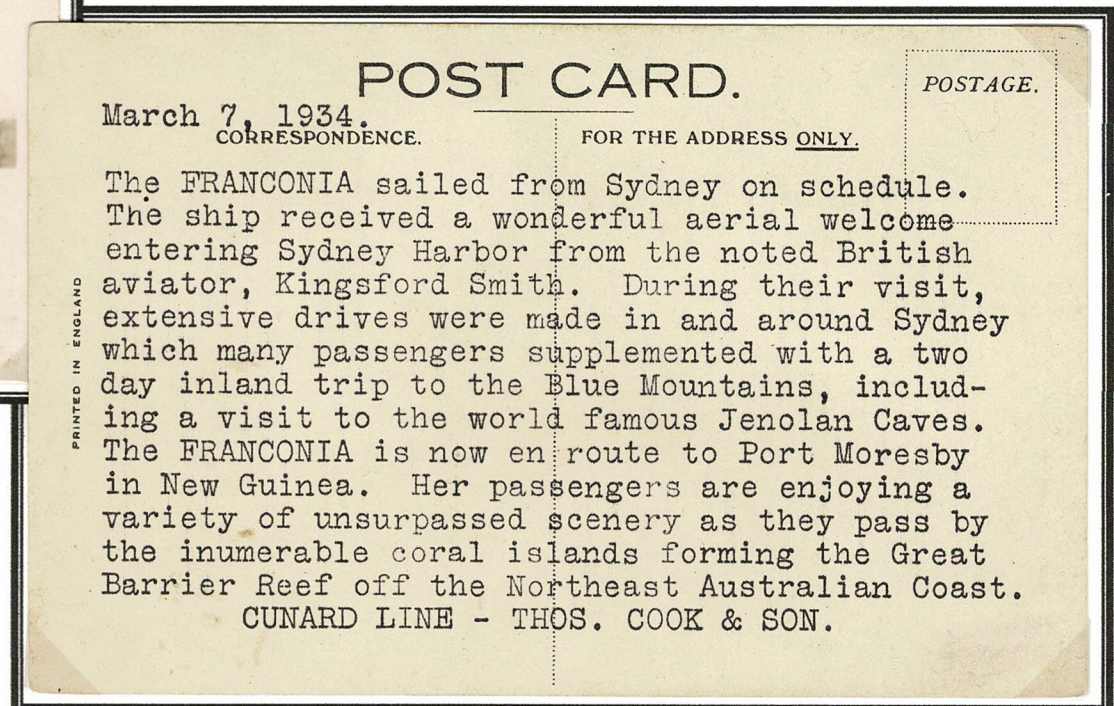 POST CARD.
POSTAGE.
March 7, 1934.
CORRESPONDENCE.
FOR THE ADDRESS ONLY.
The FRANCONIA sailed from Sydney on schedule.
The ship received a wonderful aerial welcome
entering Sydney Harbor from the noted British
aviator, Kingsford Smith. During their visit,
extensive drives were made in and around Sydney
which many passengers supplemented with a two
day inland trip to the Blue Mountains, includ-
ing a visit to the world famous Jenolan Caves.
The FRANCONIA is now en route to Port Moresby
in New Guinea. Her passengers are enjoying a
variety of unsurpassed scenery as they pass by
the inumerable coral islands forming the Great
Barrier Reef off the Northeast Australian Coast.
CUNARD LINE - THOS. COOK & SON.
PRINTED IN ENGLAND